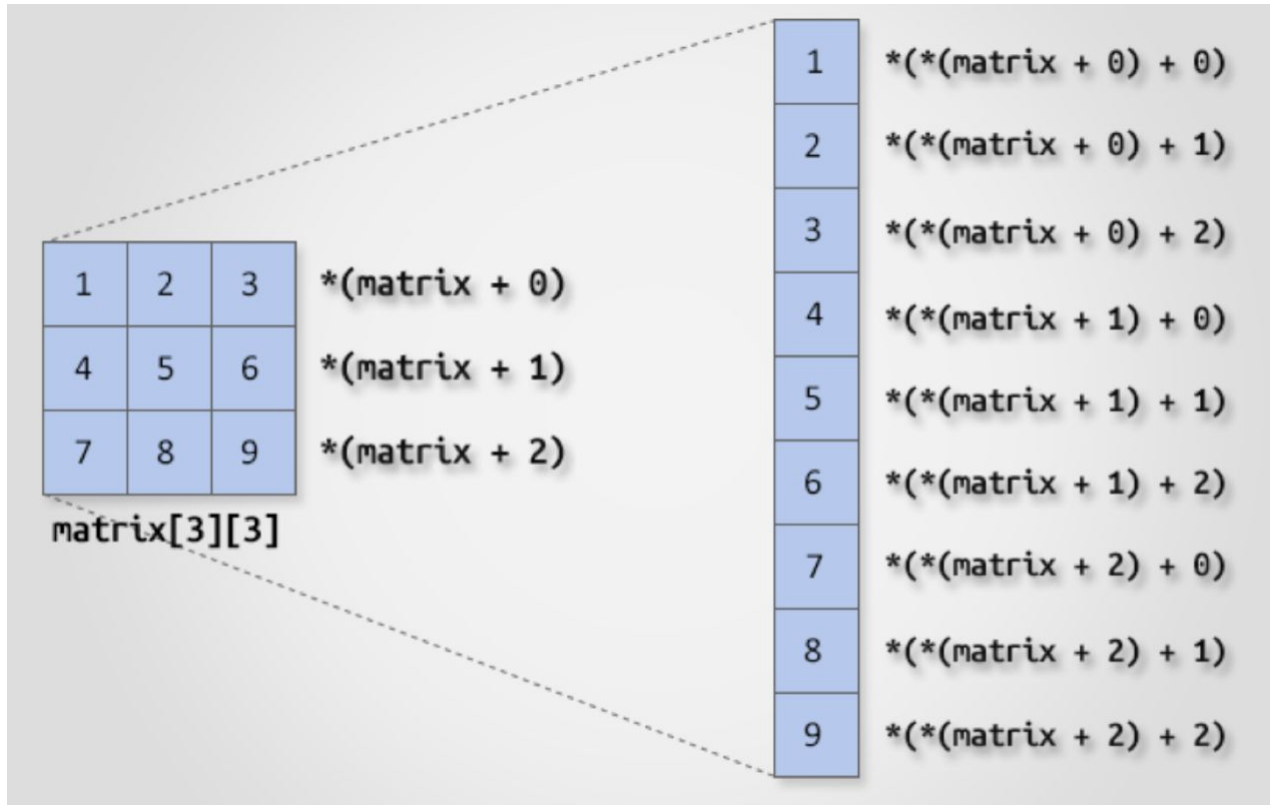 1 2 3 *(matrix + 0)
4 5 6 *(matrix + 1)
7 8 9 *(matrix + 2)
matrix[3][3]
1 *(*(matrix + 0) + 0)
2 *(*(matrix + 0) + 1)
3 *(*(matrix + 0) + 2)
4 *(*(matrix + 1) + 0)
5 *(*(matrix + 1) + 1)
6 *(*(matrix + 1) + 2)
7 *(*(matrix + 2) + 0)
8 *(*(matrix + 2) + 1)
9 *(*(matrix + 2) + 2)